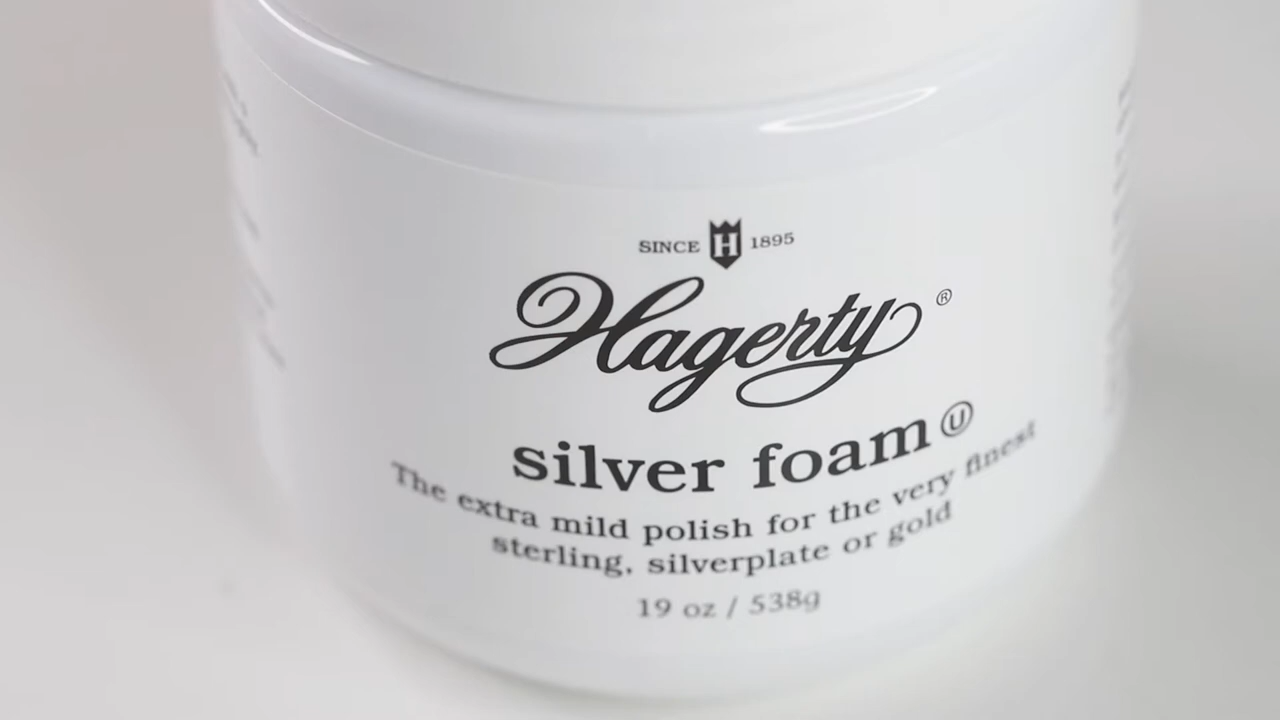 SINCE H 1895
Hagerty®
silver foam Ⓤ
The extra mild polish for the very finest
sterling, silverplate or gold
19 oz / 538g